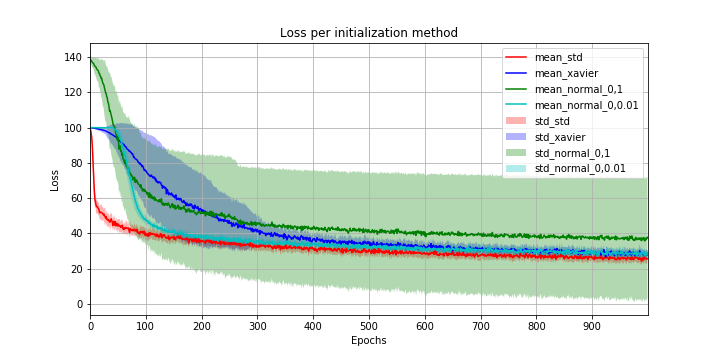 Loss per initialization method
140
120
100
80
60
40
20
0
Loss
0
100
200
300
400
500
600
700
800
900
Epochs
mean_std
mean_xavier
mean_normal_0,1
mean_normal_0,0.01
std_std
std_xavier
std_normal_0,1
std_normal_0,0.01